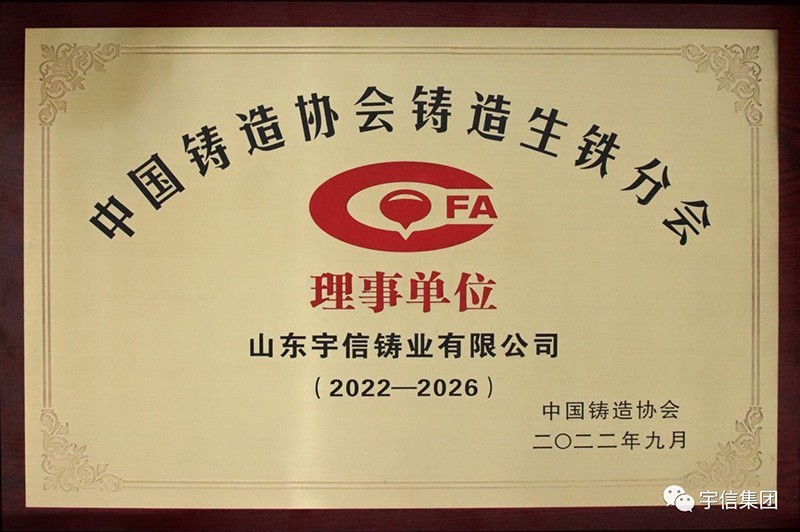 中国铸造协会铸造生铁分会
FA
理事单位
山东宇信铸业有限公司
(2022—2026)
中国铸造协会
二〇二二年九月
宇信集团